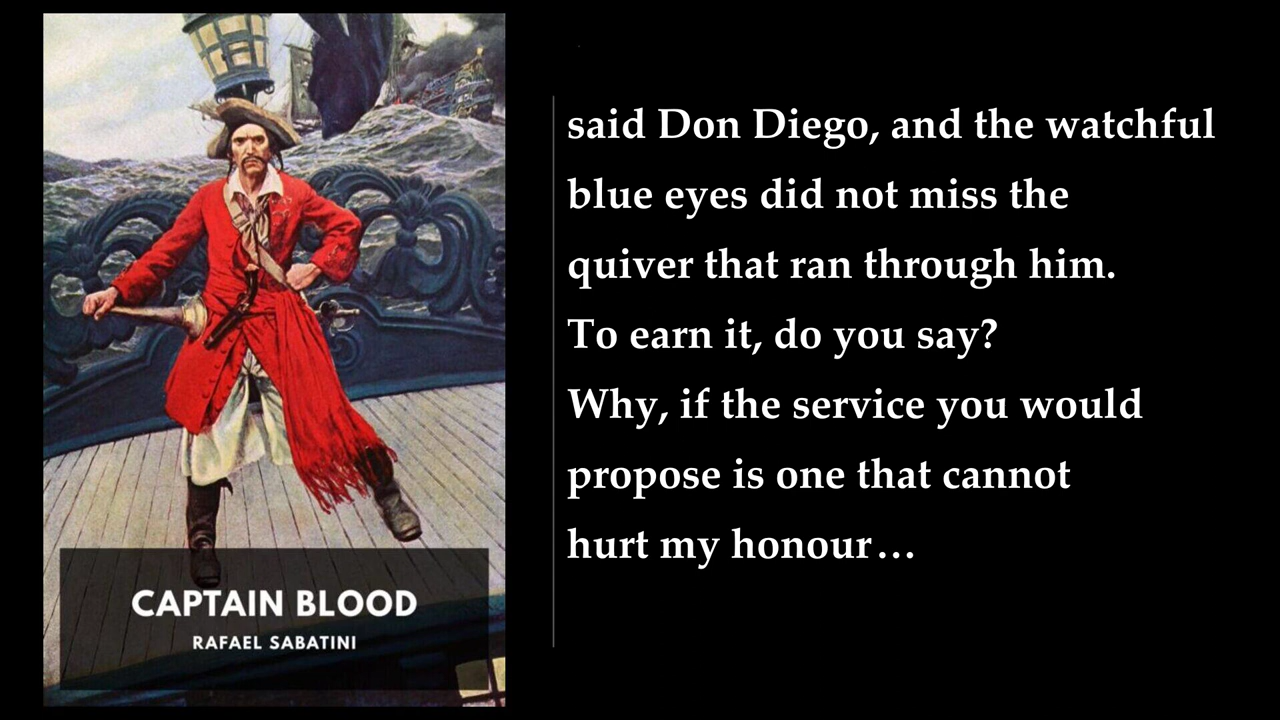 CAPTAIN BLOOD
RAFAEL SABATINI
said Don Diego, and the watchful
blue eyes did not miss the
quiver that ran through him.
To earn it, do you say?
Why, if the service you would
propose is one that cannot
hurt my honour…